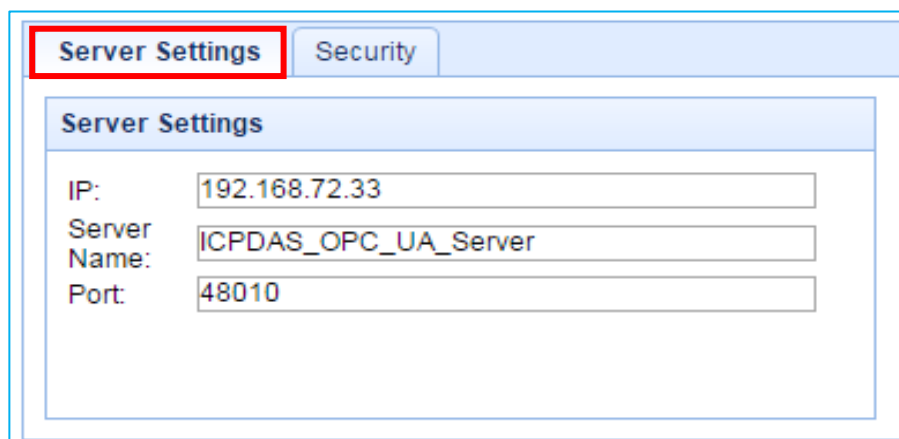 Server Settings Security
Server Settings
IP: 192.168.72.33
Server
Name: ICPDAS_OPC_UA_Server
Port: 48010